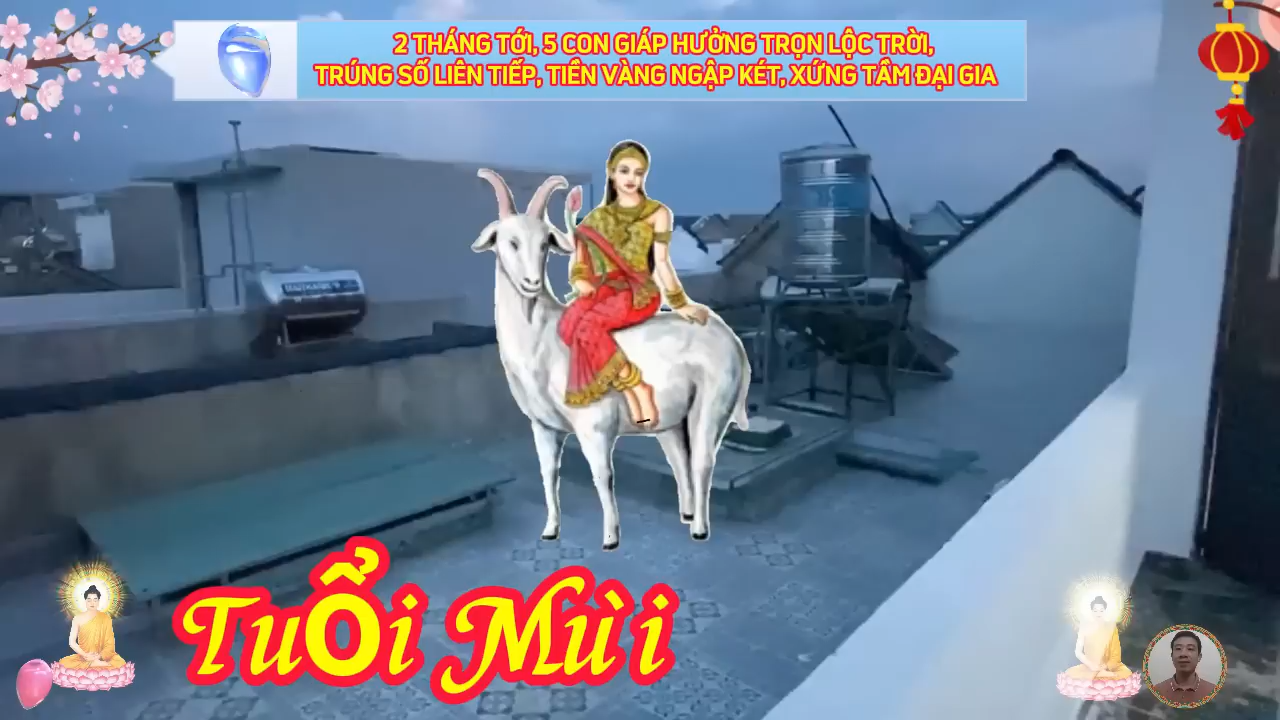 2 THÁNG TỚI, 5 CON GIÁP HƯỞNG TRỌN LỘC TRỜI,
TRÚNG SỐ LIÊN TIẾP, TIỀN VÀNG NGẬP KÉT, XỨNG TẦM ĐẠI GIA
Tuổi Mùi